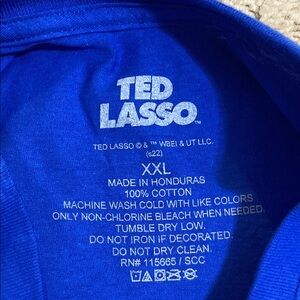 TED
LASSO™
TED LASSO © & ™ WBEI & UT LLC.
(s22)
XXL
MADE IN HONDURAS
100% COTTON
MACHINE WASH COLD WITH LIKE COLORS
ONLY NON-CHLORINE BLEACH WHEN NEEDED.
TUMBLE DRY LOW.
DO NOT IRON IF DECORATED.
DO NOT DRY CLEAN.
RN# 115665 / SCC